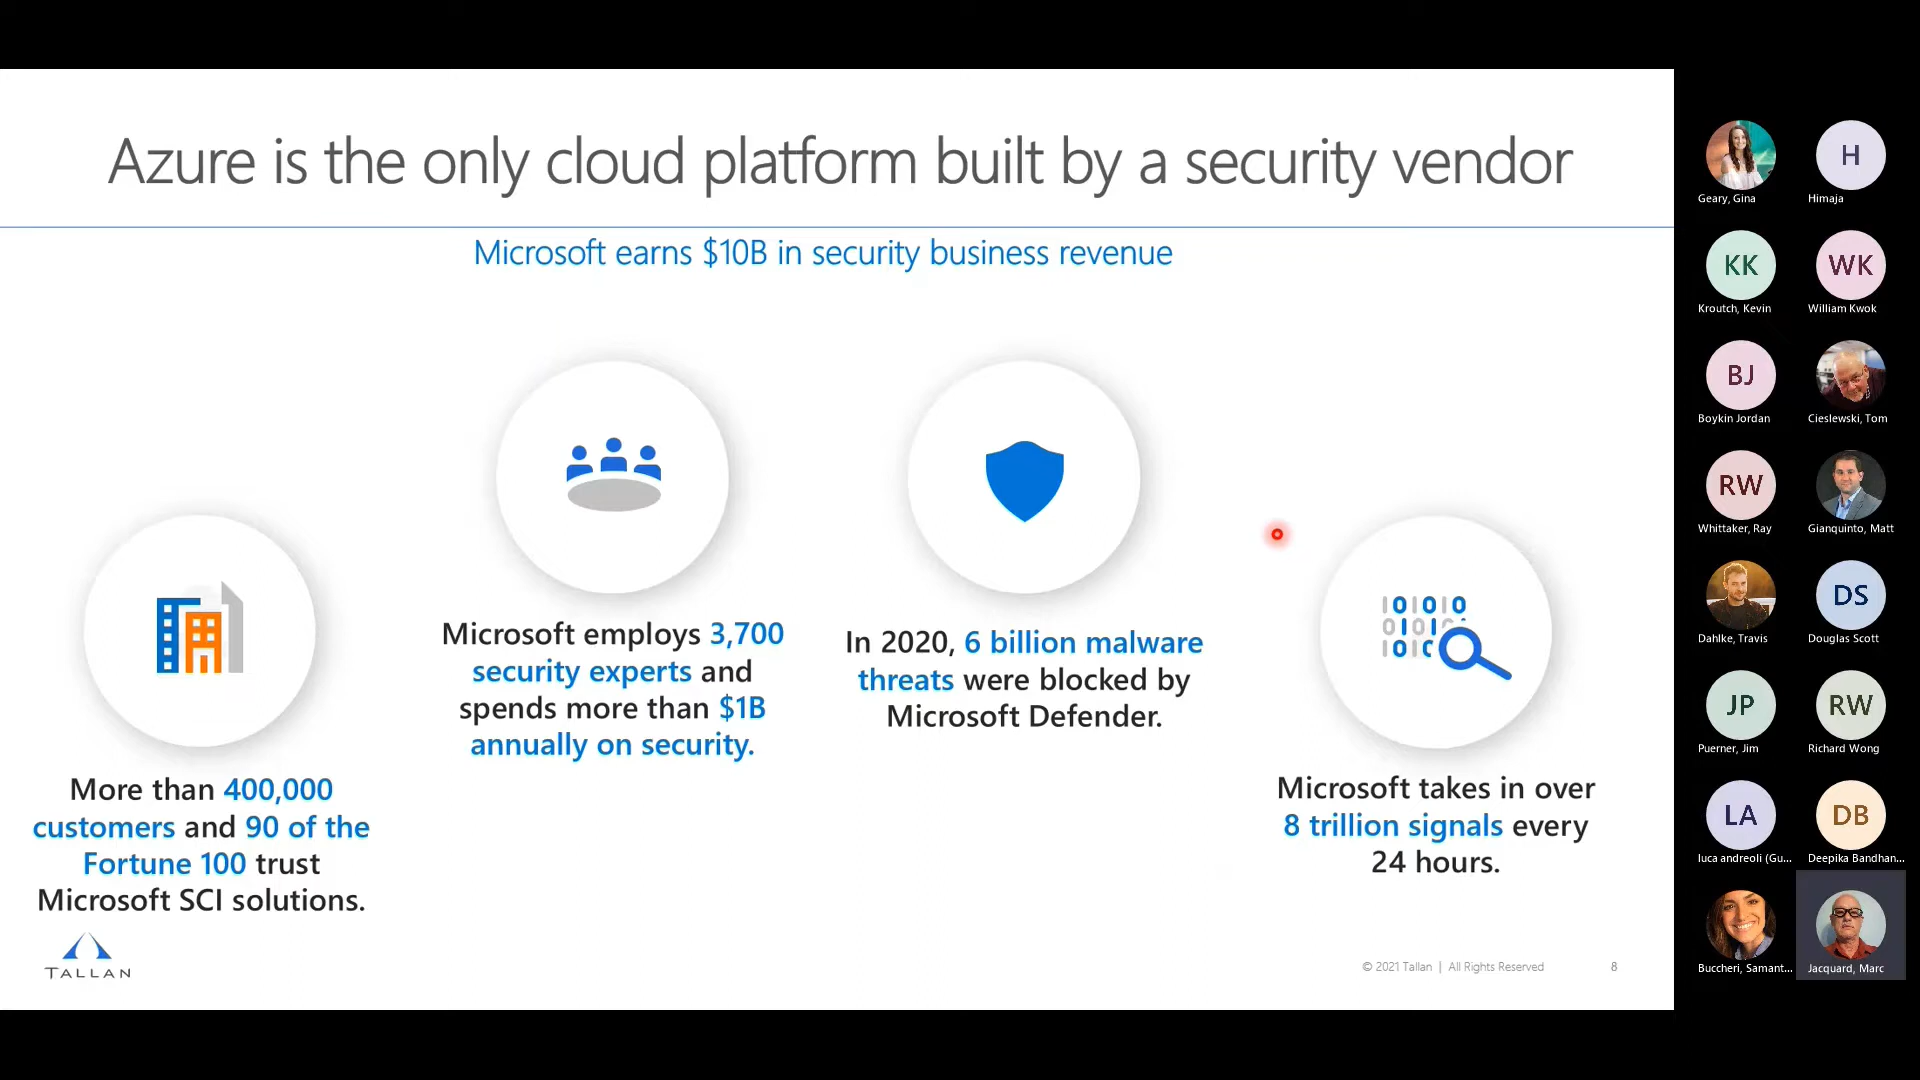 Azure is the only cloud platform built by a security vendor
Microsoft earns $10B in security business revenue
More than 400,000
customers and 90 of the
Fortune 100 trust
Microsoft SCI solutions.
Microsoft employs 3,700
security experts and
spends more than $1B
annually on security.
In 2020, 6 billion malware
threats were blocked by
Microsoft Defender.
Microsoft takes in over
8 trillion signals every
24 hours.
TALLAN
© 2021 Tallan | All Rights Reserved
8
Geary, Gina
H
Himaja
KK
Kroutch, Kevin
WK
William Kwok
BJ
Boykin Jordan
Cieslewski, Tom
RW
Whittaker, Ray
Gianquinto, Matt
Dahlke, Travis
DS
Douglas Scott
JP
Puerner, Jim
RW
Richard Wong
LA
luca andreoli (Gu...
DB
Deepika Bandhan...
Buccheri, Samant...
Jacquard, Marc